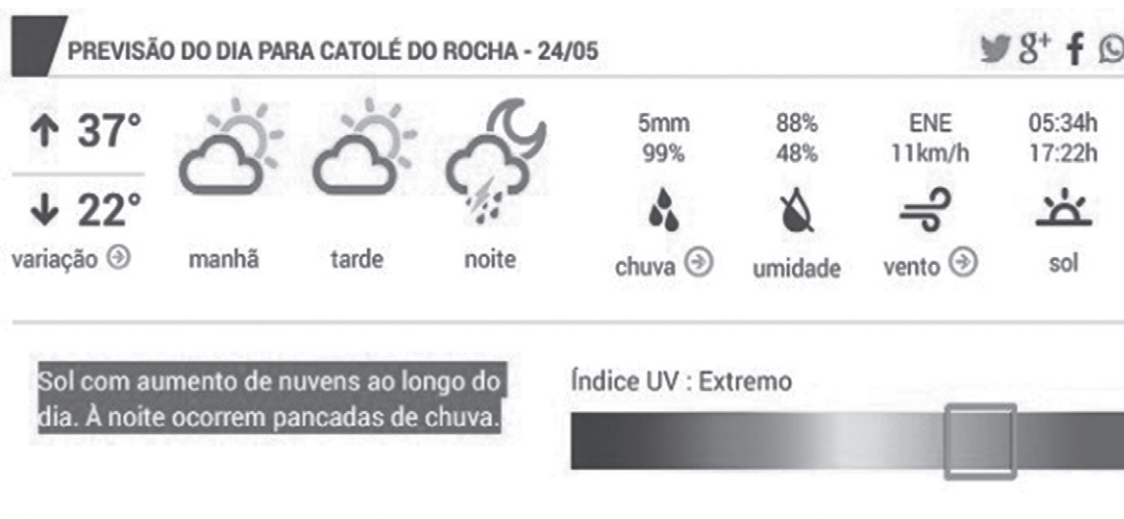 PREVISÃO DO DIA PARA CATOLÉ DO ROCHA - 24/05
g+ f
37°
22°
variação
manhã
tarde
noite
5mm
99%
chuva
88%
48%
umidade
ENE
11km/h
vento
05:34h
17:22h
sol
Sol com aumento de nuvens ao longo do
dia. À noite ocorrem pancadas de chuva.
Índice UV : Extremo